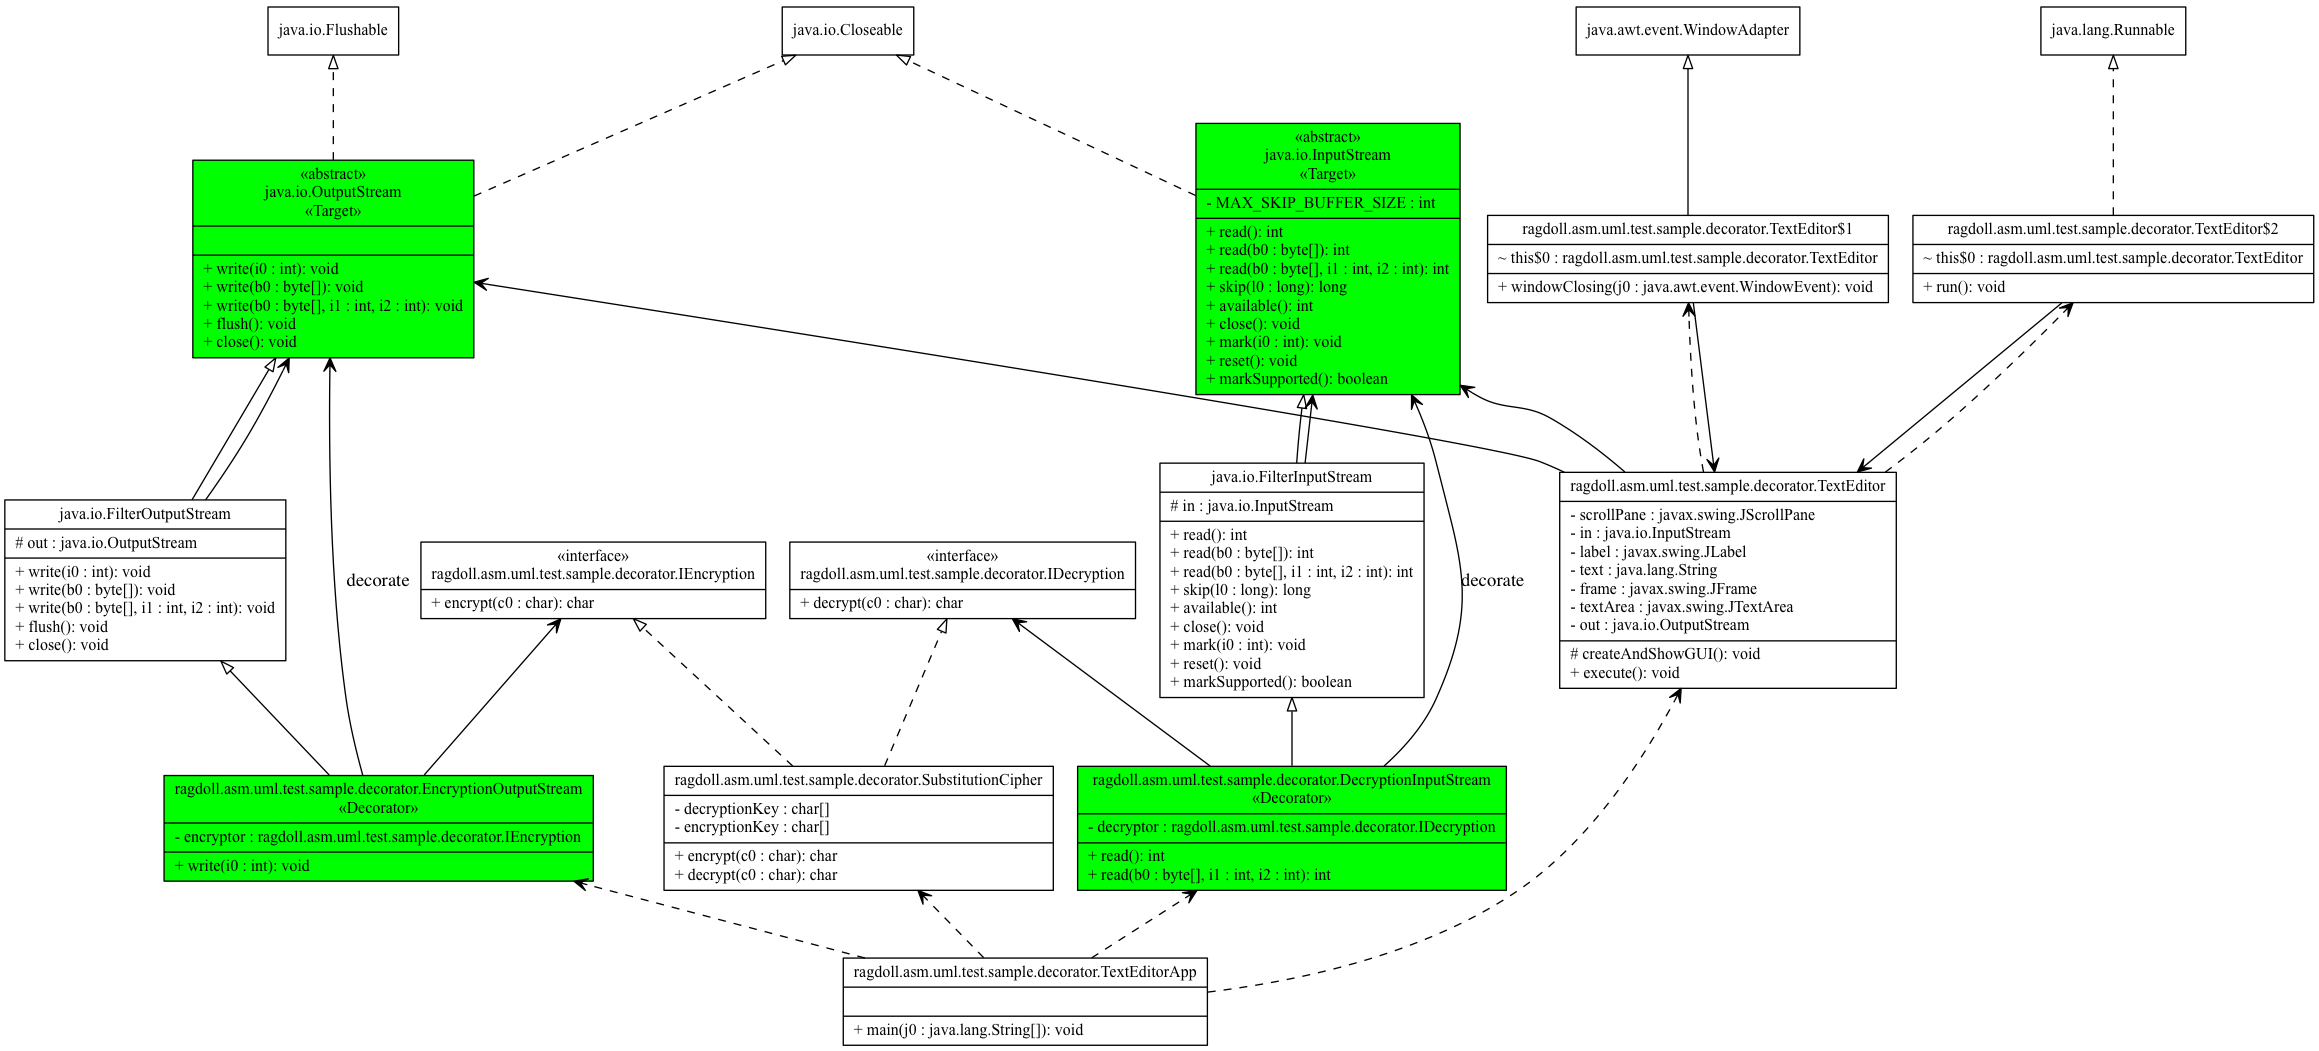 java.io.Flushable
java.io.Closeable
java.awt.event.WindowAdapter
java.lang.Runnable
«abstract»
java.io.OutputStream
«Target»
+ write(i0 : int): void
+ write(b0 : byte[]): void
+ write(b0 : byte[], i1 : int, i2 : int): void
+ flush(): void
+ close(): void
«abstract»
java.io.InputStream
«Target»
- MAX_SKIP_BUFFER_SIZE : int
+ read(): int
+ read(b0 : byte[]): int
+ read(b0 : byte[], i1 : int, i2 : int): int
+ skip(l0 : long): long
+ available(): int
+ close(): void
+ mark(i0 : int): void
+ reset(): void
+ markSupported(): boolean
ragdoll.asm.uml.test.sample.decorator.TextEditor$1
~ this$0 : ragdoll.asm.uml.test.sample.decorator.TextEditor
+ windowClosing(j0 : java.awt.event.WindowEvent): void
ragdoll.asm.uml.test.sample.decorator.TextEditor$2
~ this$0 : ragdoll.asm.uml.test.sample.decorator.TextEditor
+ run(): void
java.io.FilterOutputStream
# out : java.io.OutputStream
+ write(i0 : int): void
+ write(b0 : byte[]): void
+ write(b0 : byte[], i1 : int, i2 : int): void
+ flush(): void
+ close(): void
decorate
«interface»
ragdoll.asm.uml.test.sample.decorator.IEncryption
+ encrypt(c0 : char): char
«interface»
ragdoll.asm.uml.test.sample.decorator.IDecryption
+ decrypt(c0 : char): char
java.io.FilterInputStream
# in : java.io.InputStream
+ read(): int
+ read(b0 : byte[]): int
+ read(b0 : byte[], i1 : int, i2 : int): int
+ skip(l0 : long): long
+ available(): int
+ close(): void
+ mark(i0 : int): void
+ reset(): void
+ markSupported(): boolean
decorate
ragdoll.asm.uml.test.sample.decorator.TextEditor
- scrollPane : javax.swing.JScrollPane
- in : java.io.InputStream
- label : javax.swing.JLabel
- text : java.lang.String
- frame : javax.swing.JFrame
- textArea : javax.swing.JTextArea
- out : java.io.OutputStream
# createAndShowGUI(): void
+ execute(): void
ragdoll.asm.uml.test.sample.decorator.EncryptionOutputStream
«Decorator»
- encryptor : ragdoll.asm.uml.test.sample.decorator.IEncryption
+ write(i0 : int): void
ragdoll.asm.uml.test.sample.decorator.SubstitutionCipher
- decryptionKey : char[]
- encryptionKey : char[]
+ encrypt(c0 : char): char
+ decrypt(c0 : char): char
ragdoll.asm.uml.test.sample.decorator.DecryptionInputStream
«Decorator»
- decryptor : ragdoll.asm.uml.test.sample.decorator.IDecryption
+ read(): int
+ read(b0 : byte[], i1 : int, i2 : int): int
ragdoll.asm.uml.test.sample.decorator.TextEditorApp
+ main(j0 : java.lang.String[]): void